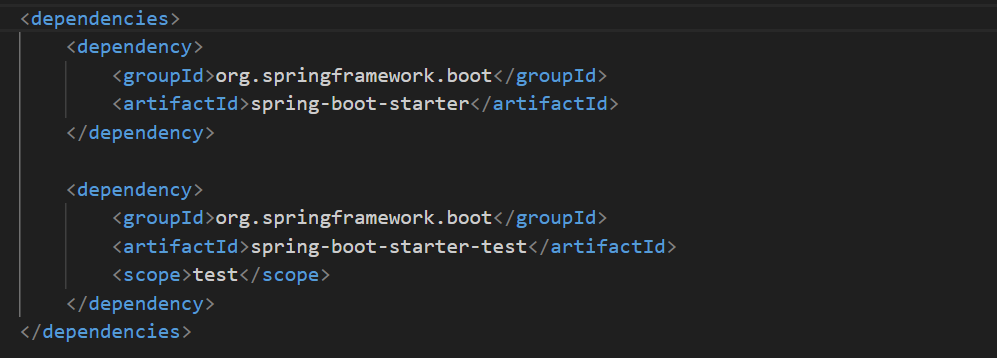 <dependencies>
<dependency>
<groupId>org.springframework.boot</groupId>
<artifactId>spring-boot-starter</artifactId>
</dependency>
<dependency>
<groupId>org.springframework.boot</groupId>
<artifactId>spring-boot-starter-test</artifactId>
<scope>test</scope>
</dependency>
</dependencies>